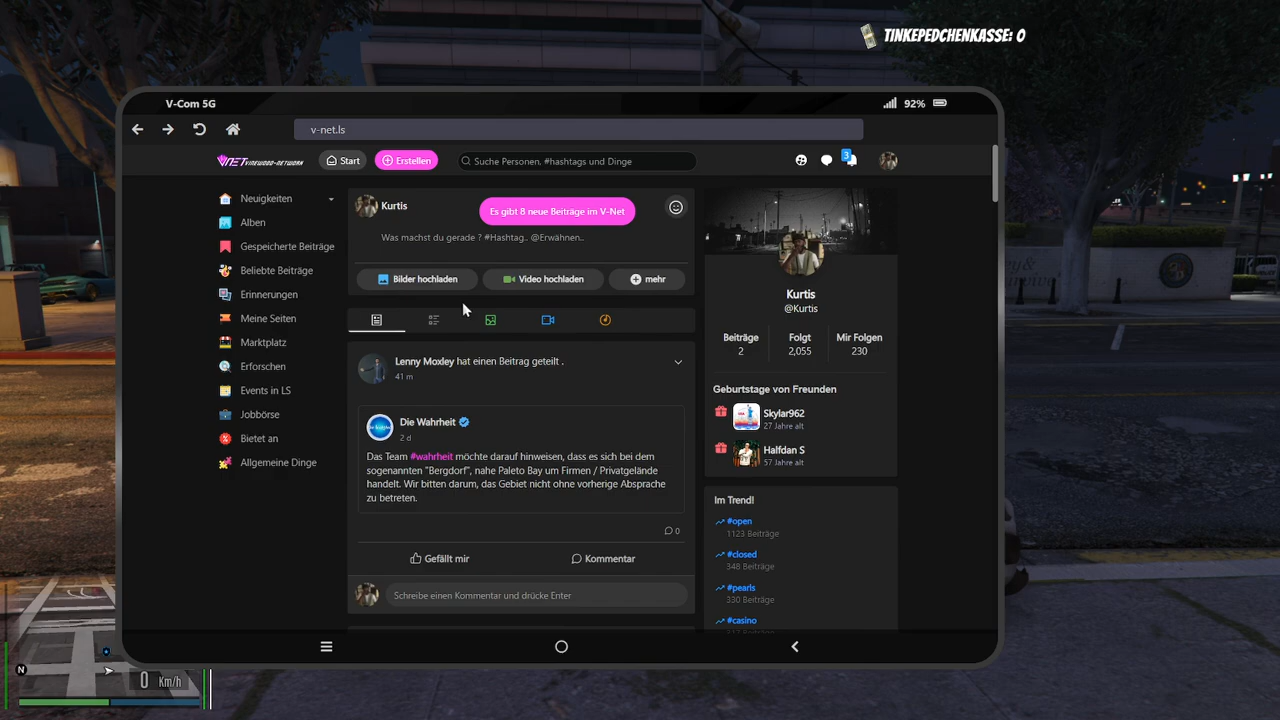 TINKEPEDCHENKASSE: 0
V-Com 5G
92%
v-net.ls
VNET VINEWOOD-NETWORK
Start
Erstellen
Suche Personen, #hashtags und Dinge
3
Neuigkeiten
Alben
Gespeicherte Beiträge
Beliebte Beiträge
Erinnerungen
Meine Seiten
Marktplatz
Erforschen
Events in LS
Jobbörse
Bietet an
Allgemeine Dinge
Kurtis
Es gibt 8 neue Beiträge im V-Net
Was machst du gerade ? #Hashtag.. @Erwähnen..
Bilder hochladen
Video hochladen
mehr
Lenny Moxley hat einen Beitrag geteilt .
41 m
Die Wahrheit
2 d
Das Team #wahrheit möchte darauf hinweisen, dass es sich bei dem
sogenannten "Bergdorf", nahe Paleto Bay um Firmen / Privatgelände
handelt. Wir bitten darum, das Gebiet nicht ohne vorherige Absprache
zu betreten.
0
Gefällt mir
Kommentar
Schreibe einen Kommentar und drücke Enter
Kurtis
@Kurtis
Beiträge Folgt Mir Folgen
2 2,055 230
Geburtstage von Freunden
Skylar962
27 Jahre alt
Halfdan S
57 Jahre alt
Im Trend!
#open
1123 Beiträge
#closed
348 Beiträge
#pearls
330 Beiträge
#casino
N
0 Km/h